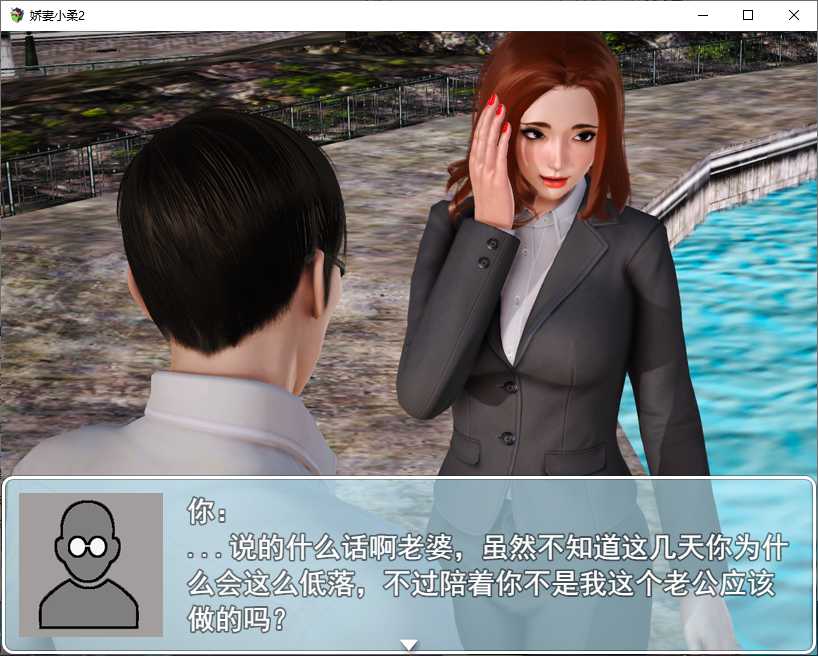 娇妻小柔2
你：
...说的什么话啊老婆，虽然不知道这几天你为什
么会这么低落，不过陪着你不是我这个老公应该
做的吗？